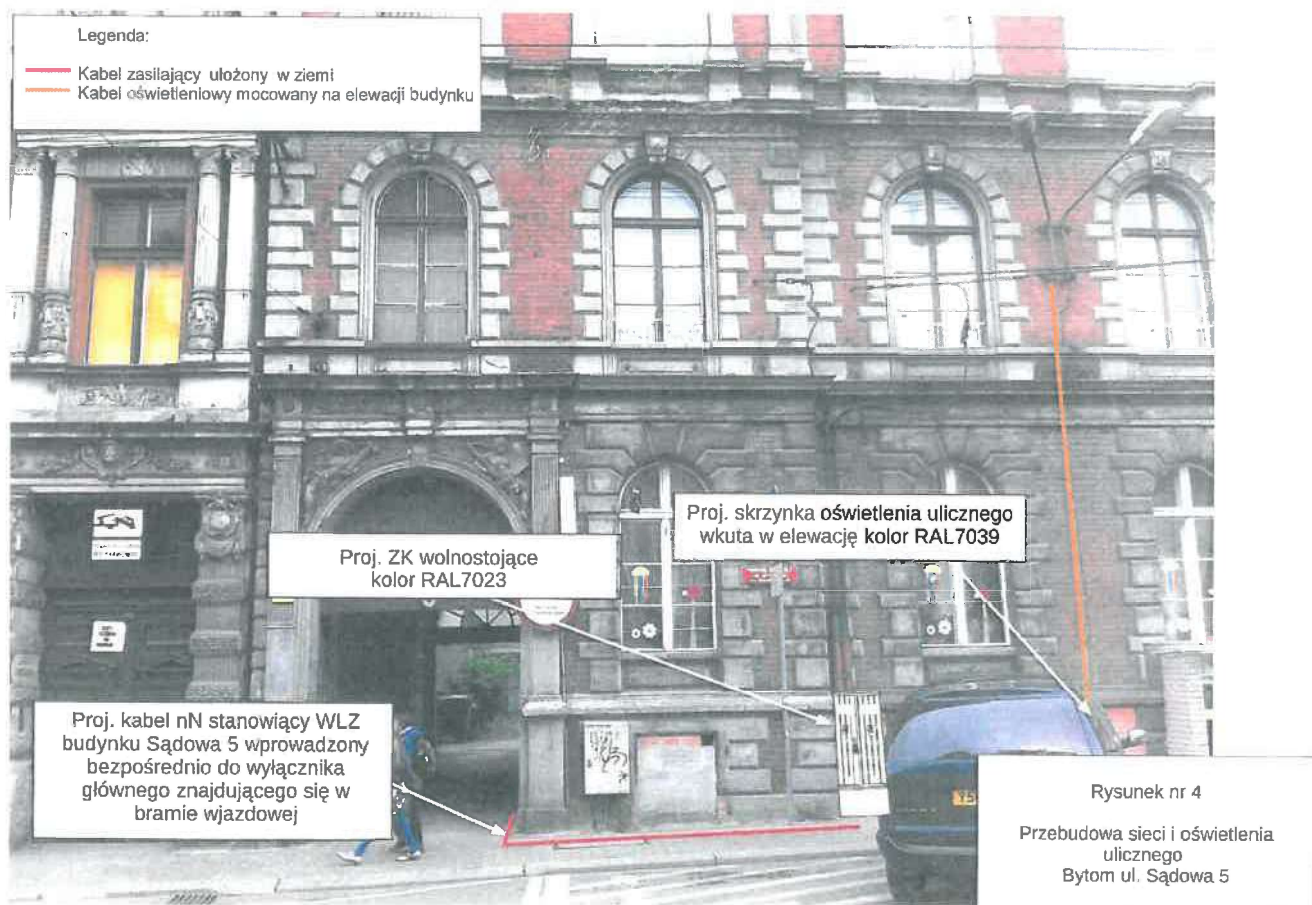 Legenda:
Kabel zasilający ułożony w ziemi
Kabel oświetleniowy mocowany na elewacji budynku
Proj. skrzynka oświetlenia ulicznego
wkuta w elewację kolor RAL7039
Proj. ZK wolnostojące
kolor RAL7023
Proj. kabel nN stanowiący WLZ
budynku Sądowa 5 wprowadzony
bezpośrednio do wyłącznika
głównego znajdującego się w
bramie wjazdowej
Rysunek nr 4
Przebudowa sieci i oświetlenia
ulicznego
Bytom ul. Sądowa 5